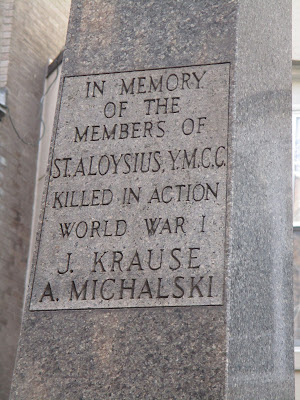 IN MEMORY
OF THE
MEMBERS OF
ST. ALOYSIUS, Y.M.C.C.
KILLED IN ACTION
WORLD WAR I
J. KRAUSE
A. MICHALSKI